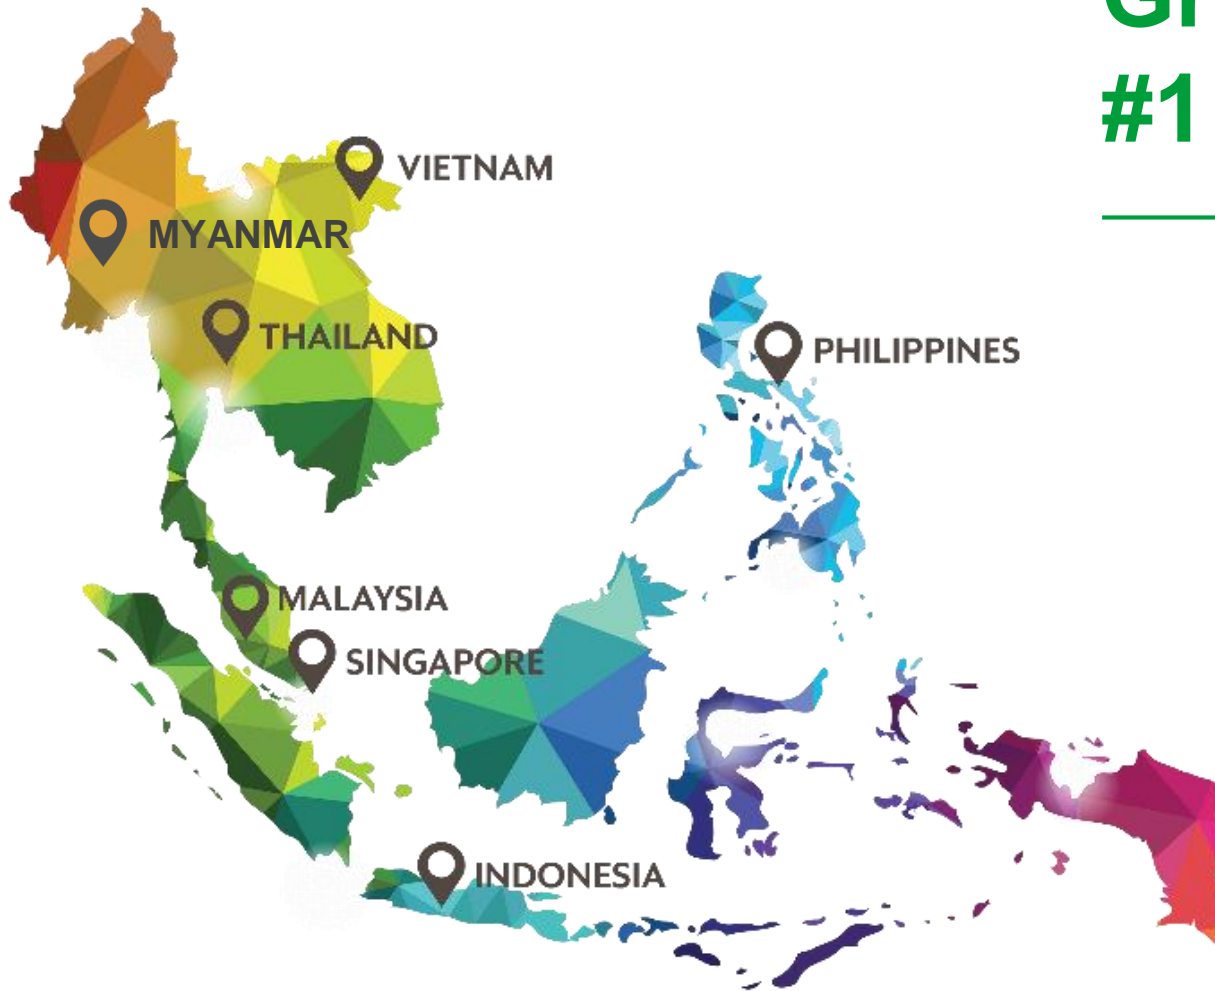 #1
VIETNAM
MYANMAR
THAILAND
PHILIPPINES
MALAYSIA
SINGAPORE
INDONESIA